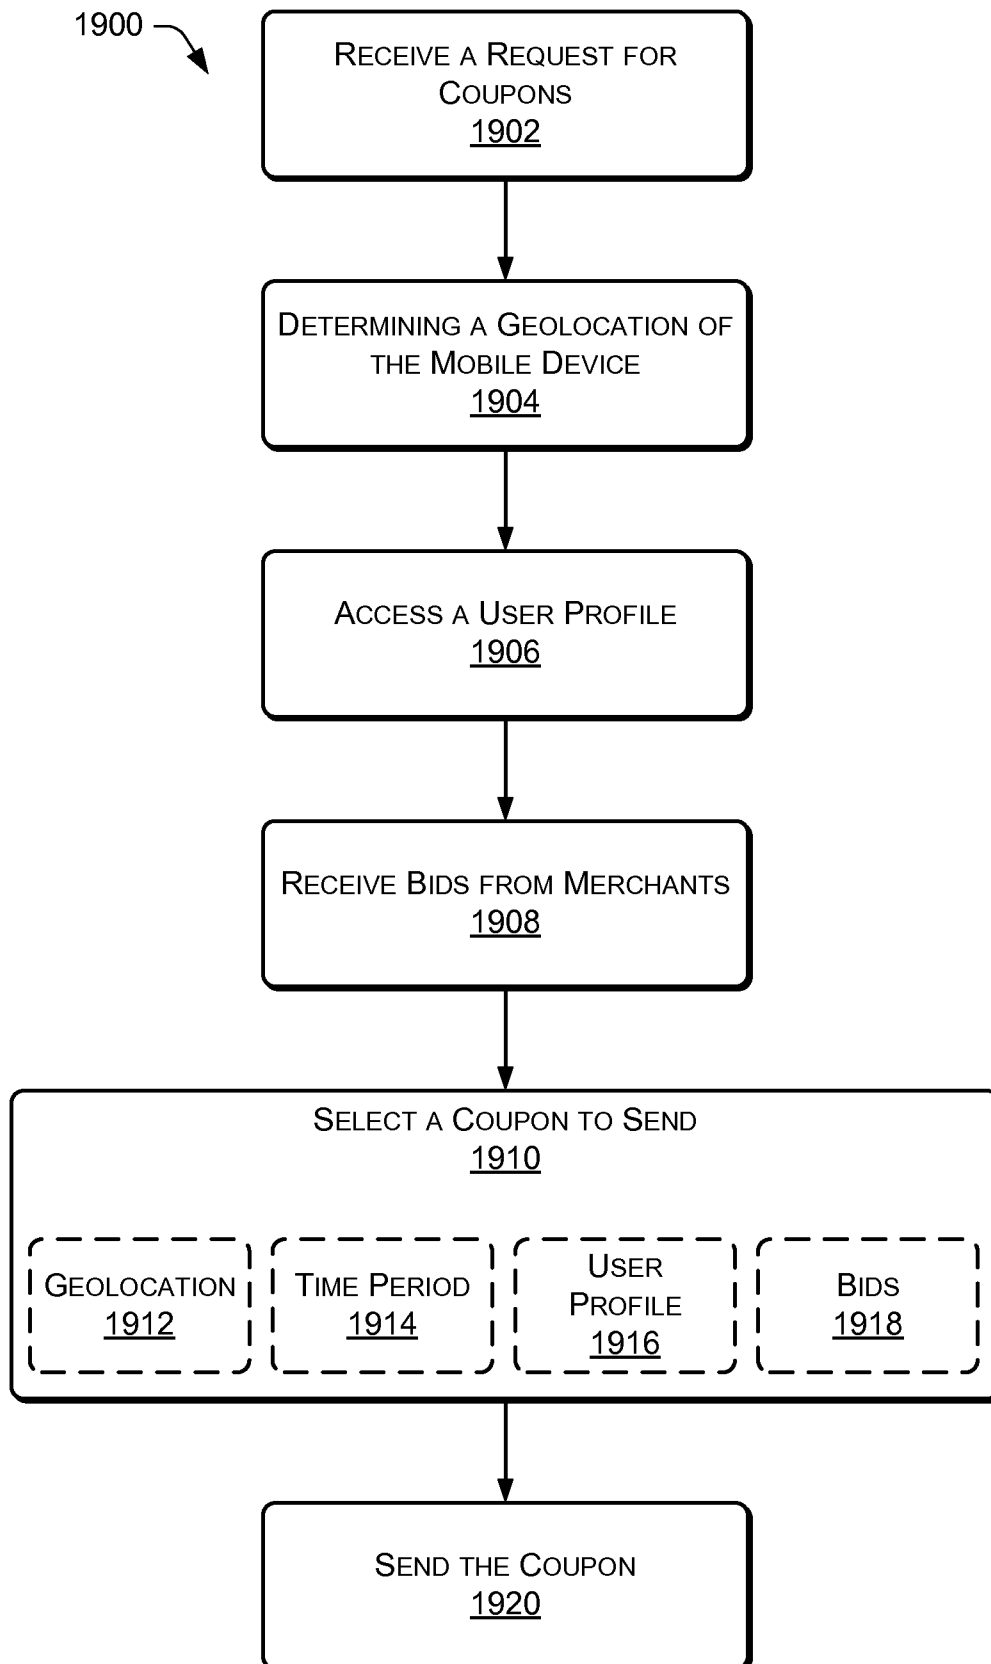 1900
RECEIVE A REQUEST FOR
COUPONS
1902
DETERMINING A GEOLOCATION OF
THE MOBILE DEVICE
1904
ACCESS A USER PROFILE
1906
RECEIVE BIDS FROM MERCHANTS
1908
SELECT A COUPON TO SEND
1910
GEOLOCATION
1912
TIME PERIOD
1914
USER
PROFILE
1916
BIDS
1918
SEND THE COUPON
1920